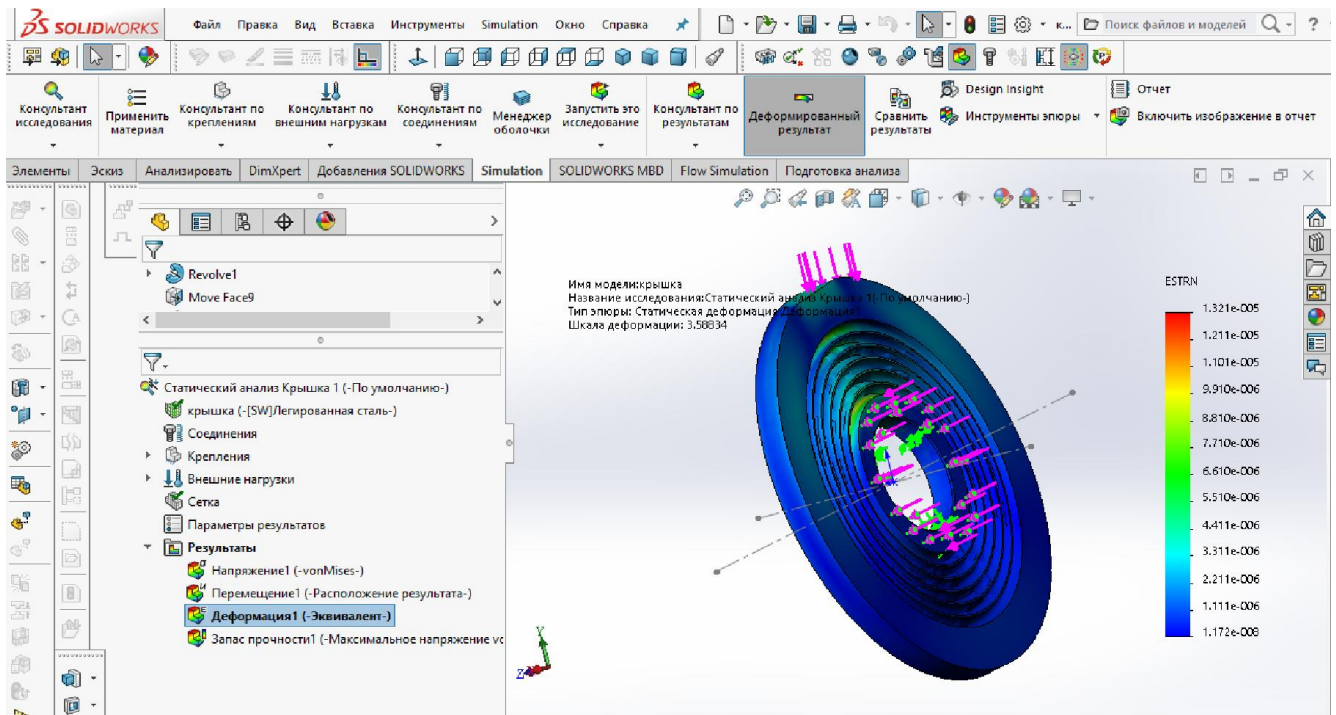 SOLIDWORKS
Файл Правка Вид Вставка Инструменты Simulation Окно Справка
к...
Поиск файлов и моделей
?
Консультант исследования
Применить материал
Консультант по креплениям
Консультант по внешним нагрузкам
Консультант по соединениям
Менеджер оболочки
Запустить это исследование
Консультант по результатам
Деформированный результат
Сравнить результаты
Design Insight
Инструменты эпюры
Отчет
Включить изображение в отчет
Элементы Эскиз Анализировать DimXpert Добавления SOLIDWORKS Simulation SOLIDWORKS MBD Flow Simulation Подготовка анализа
Revolve1
Move Face9
Статический анализ Крышка 1 (-По умолчанию-)
крышка (-[SW]Легированная сталь-)
Соединения
Крепления
Внешние нагрузки
Сетка
Параметры результатов
Результаты
Напряжение1 (-vonMises-)
Перемещение1 (-Расположение результата-)
Деформация1 (-Эквивалент-)
Запас прочности1 (-Максимальное напряжение vo
Имя модели:крышка
Название исследования:Статический анализ Крышка 1(-По умолчанию-)
Тип эпюры: Статическая деформация Деформация1
Шкала деформации: 3.58834
ESTRN
1.321e-005
1.211e-005
1.101e-005
9.910e-006
8.810e-006
7.710e-006
6.610e-006
5.510e-006
4.411e-006
3.311e-006
2.211e-006
1.111e-006
1.172e-008
Y
Z